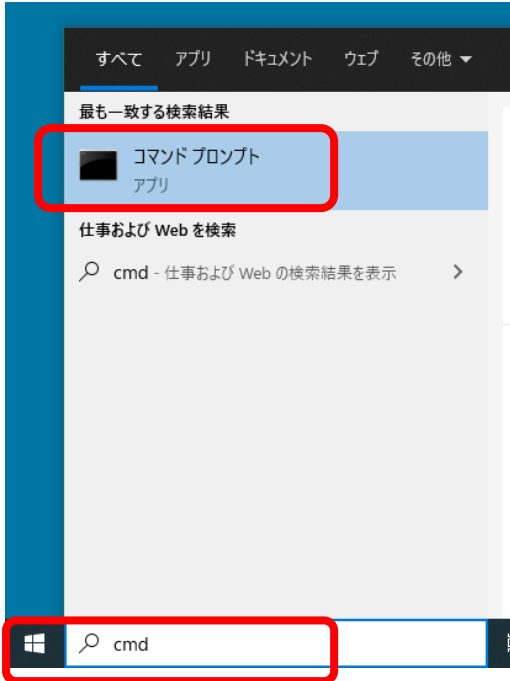 すべて アプリ ドキュメント ウェブ その他
最も一致する検索結果
コマンド プロンプト
アプリ
仕事および Web を検索
cmd - 仕事および Web の検索結果を表示
cmd